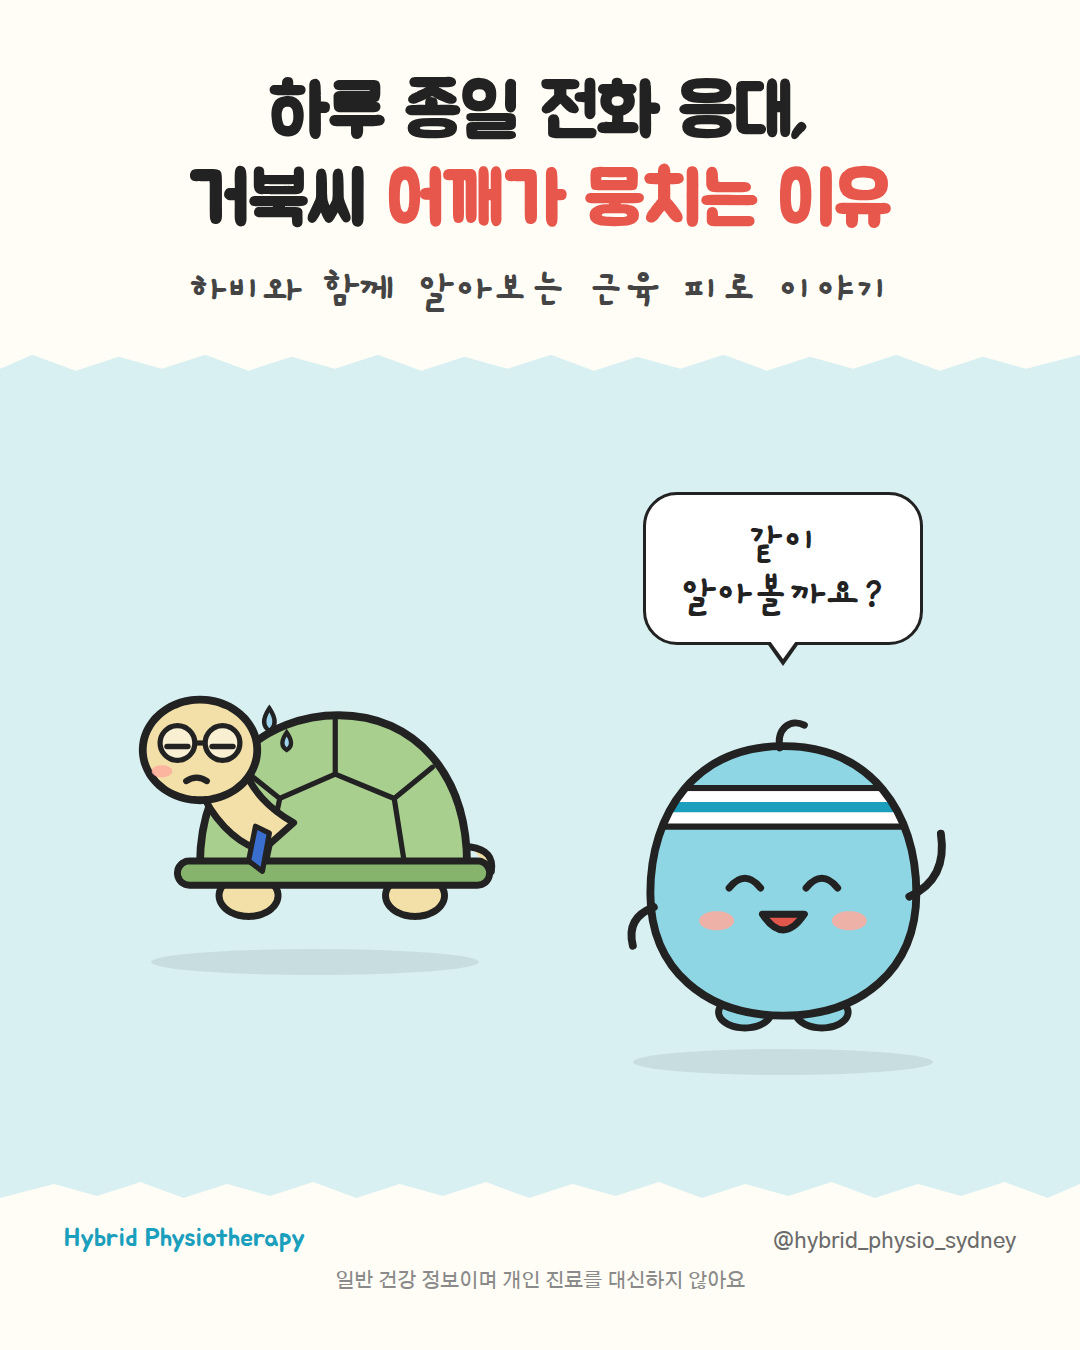 하루 종일 전화 응대,
거북씨 어깨가 뭉치는 이유
하비와 함께 알아보는 근육 피로 이야기
같이
알아볼까요?
Hybrid Physiotherapy
@hybrid_physio_sydney
일반 건강 정보이며 개인 진료를 대신하지 않아요